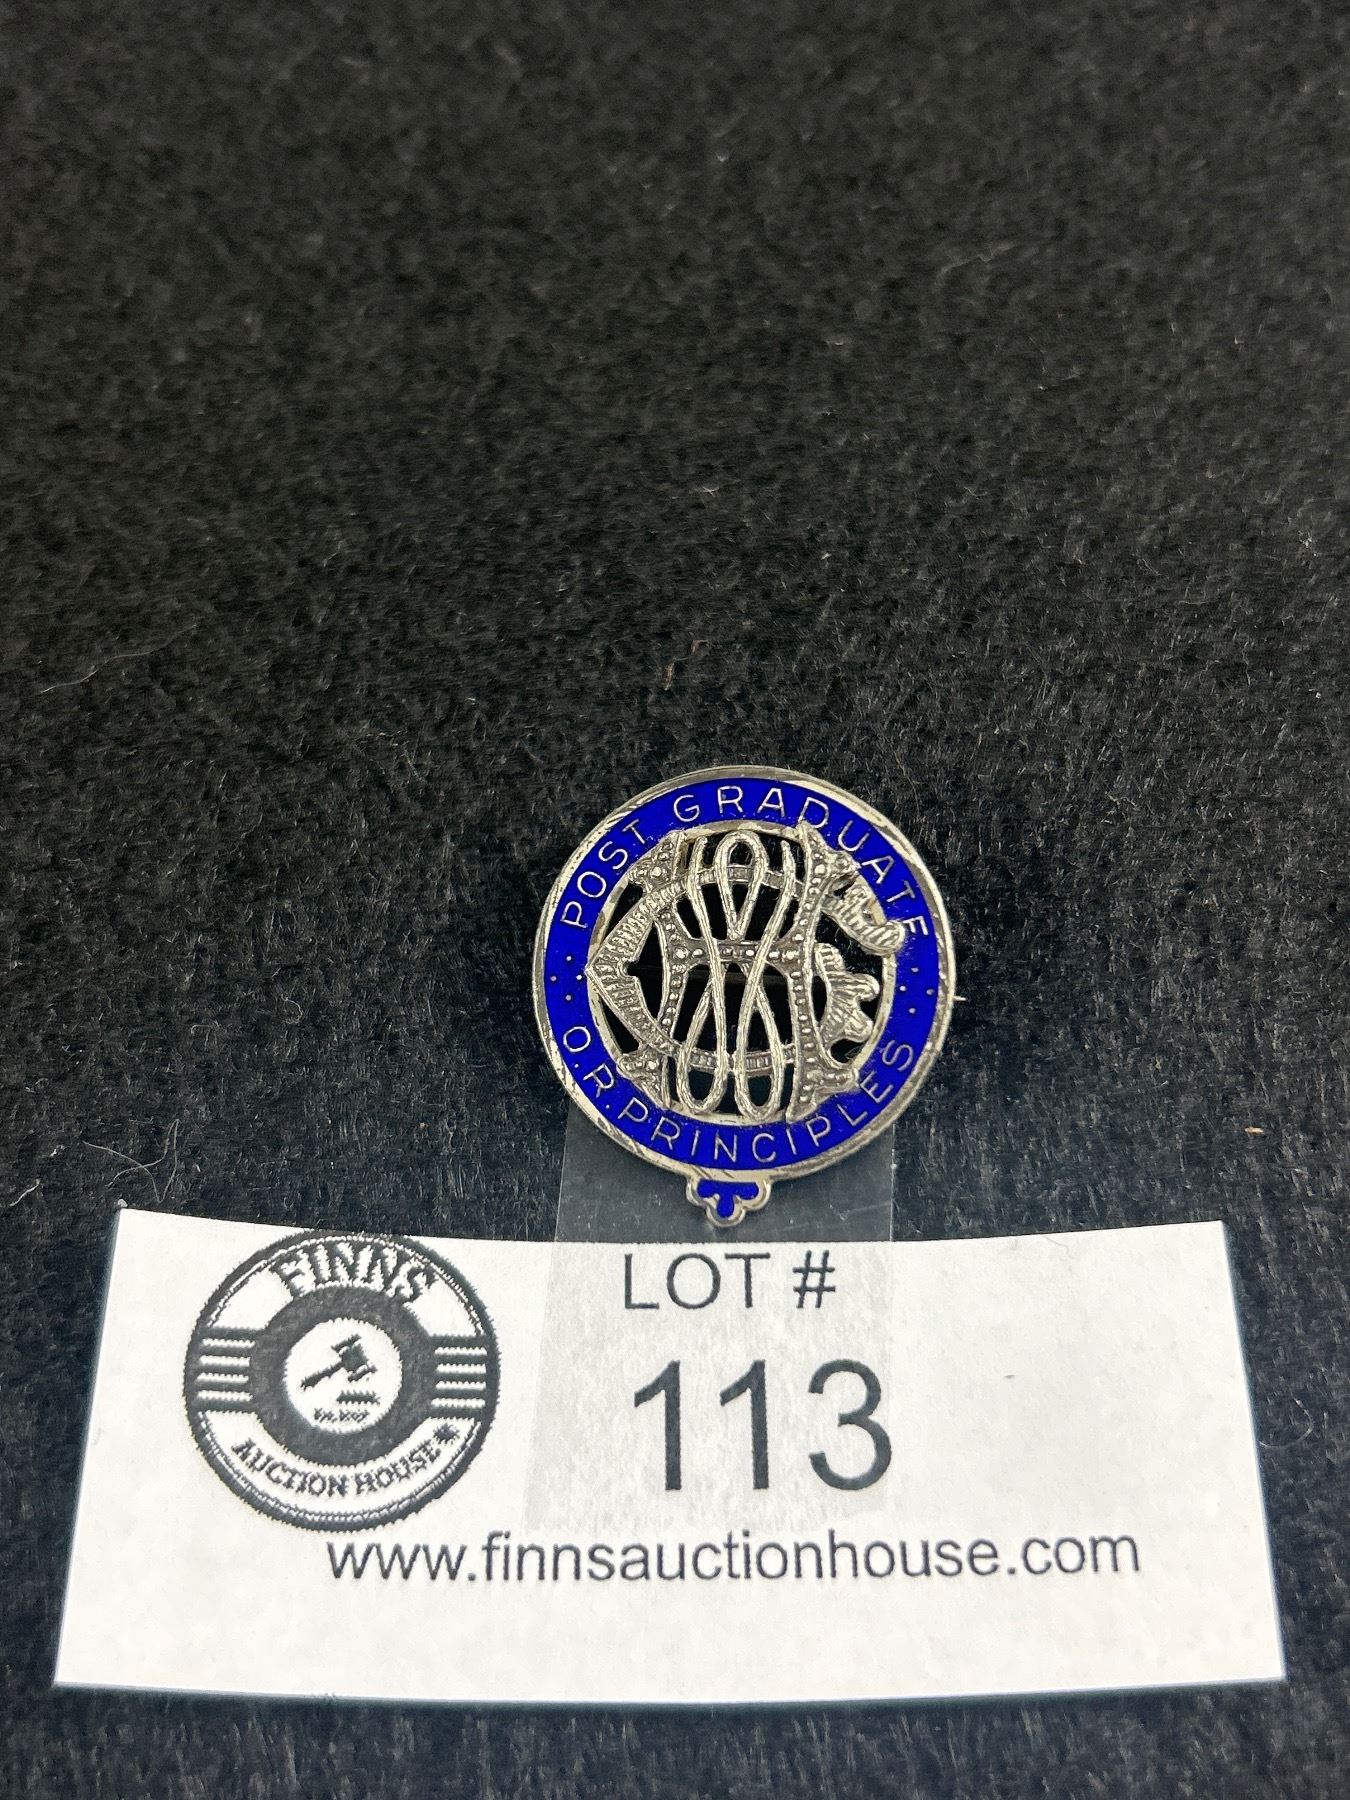 POST GRADUATE
O.R. PRINCIPLES
FINNS
AUCTION HOUSE
LOT #
113
www.finnsauctionhouse.com